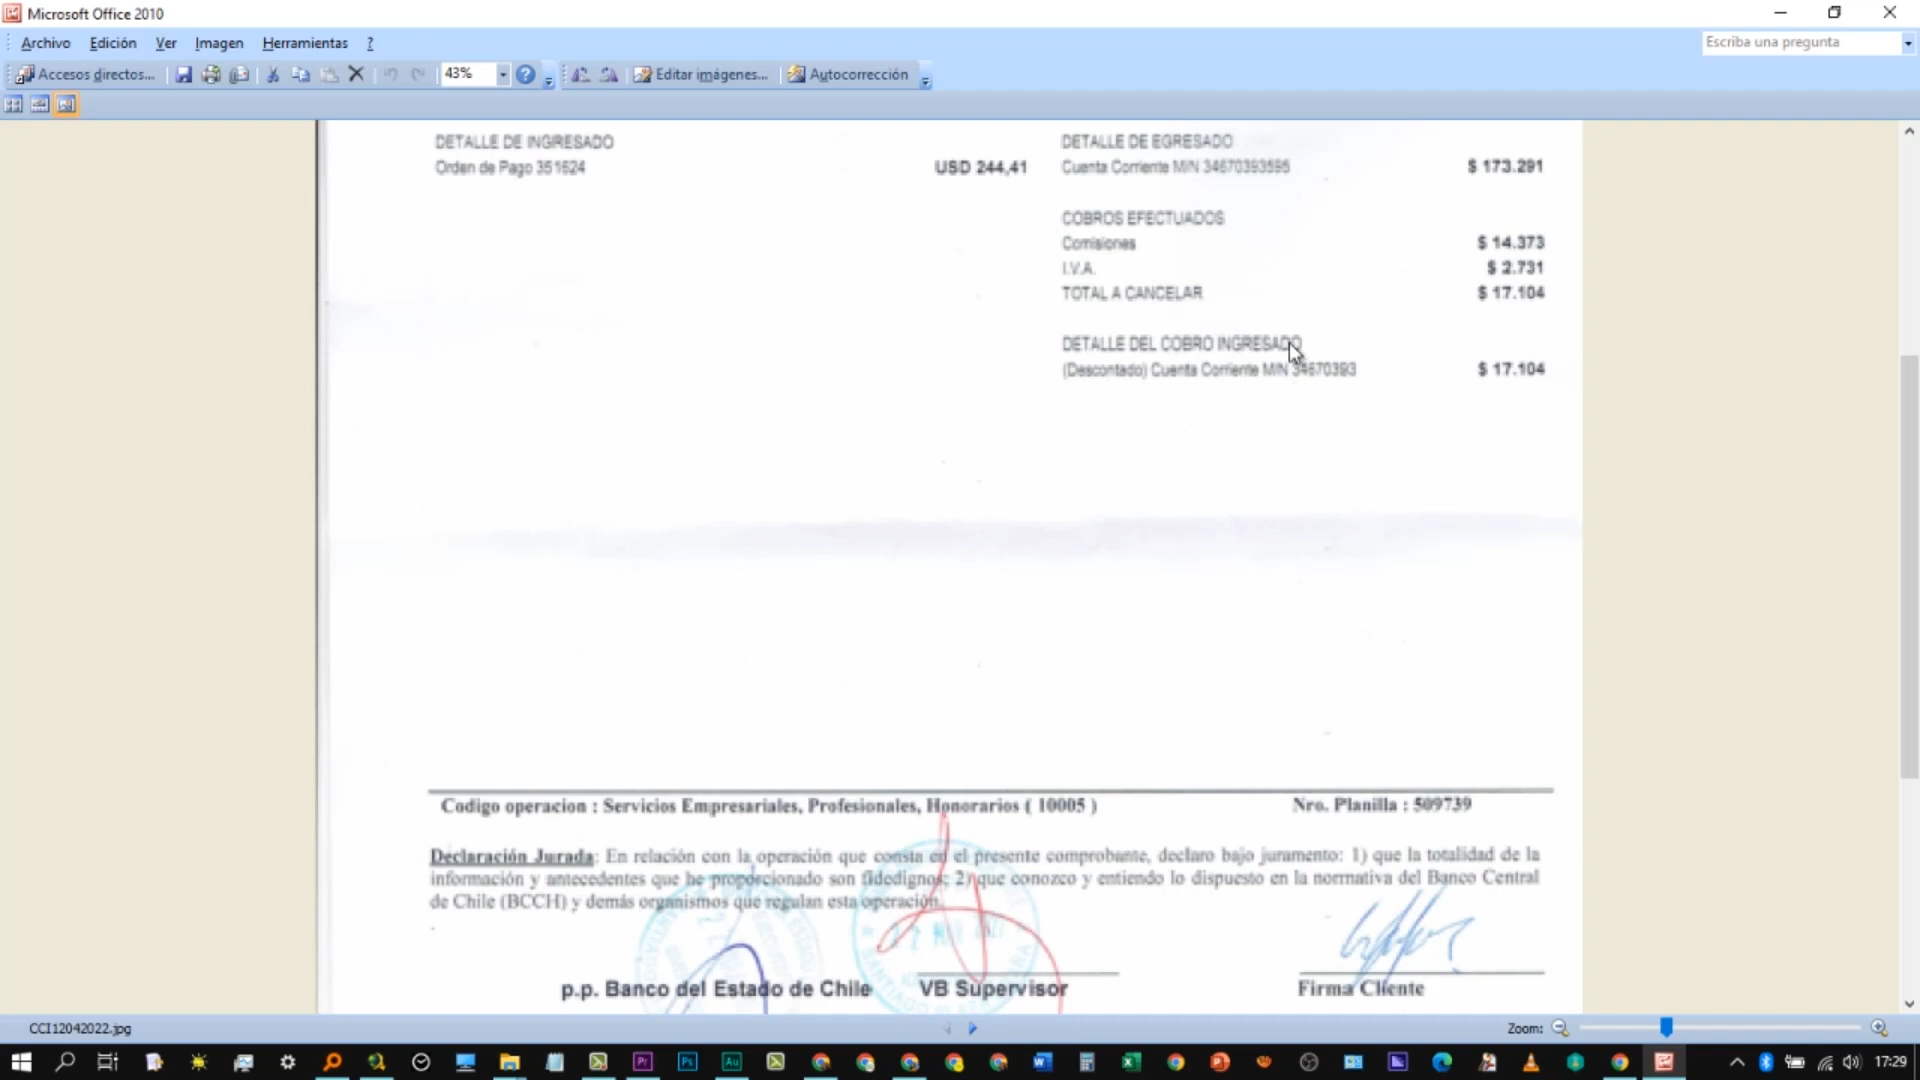 Microsoft Office 2010
Archivo Edición Ver Imagen Herramientas ?
Escriba una pregunta
Accesos directos... 43% Editar imágenes... Autocorrección
DETALLE DE INGRESADO
Orden de Pago 351624 USD 244,41
DETALLE DE EGRESADO
Cuenta Corriente M/N 34670393595 $ 173.291
COBROS EFECTUADOS
Comisiones $ 14.373
I.V.A. $ 2.731
TOTAL A CANCELAR $ 17.104
DETALLE DEL COBRO INGRESADO
(Descontado) Cuenta Corriente M/N 34670393 $ 17.104
Codigo operacion : Servicios Empresariales, Profesionales, Honorarios ( 10005 ) Nro. Planilla : 509739
Declaración Jurada: En relación con la operación que consta en el presente comprobante, declaro bajo juramento: 1) que la totalidad de la
información y antecedentes que he proporcionado son fidedignos; 2) que conozco y entiendo lo dispuesto en la normativa del Banco Central
de Chile (BCCH) y demás organismos que regulan esta operación.
p.p. Banco del Estado de Chile VB Supervisor Firma Cliente
CCI12042022.jpg
Zoom:
17:29